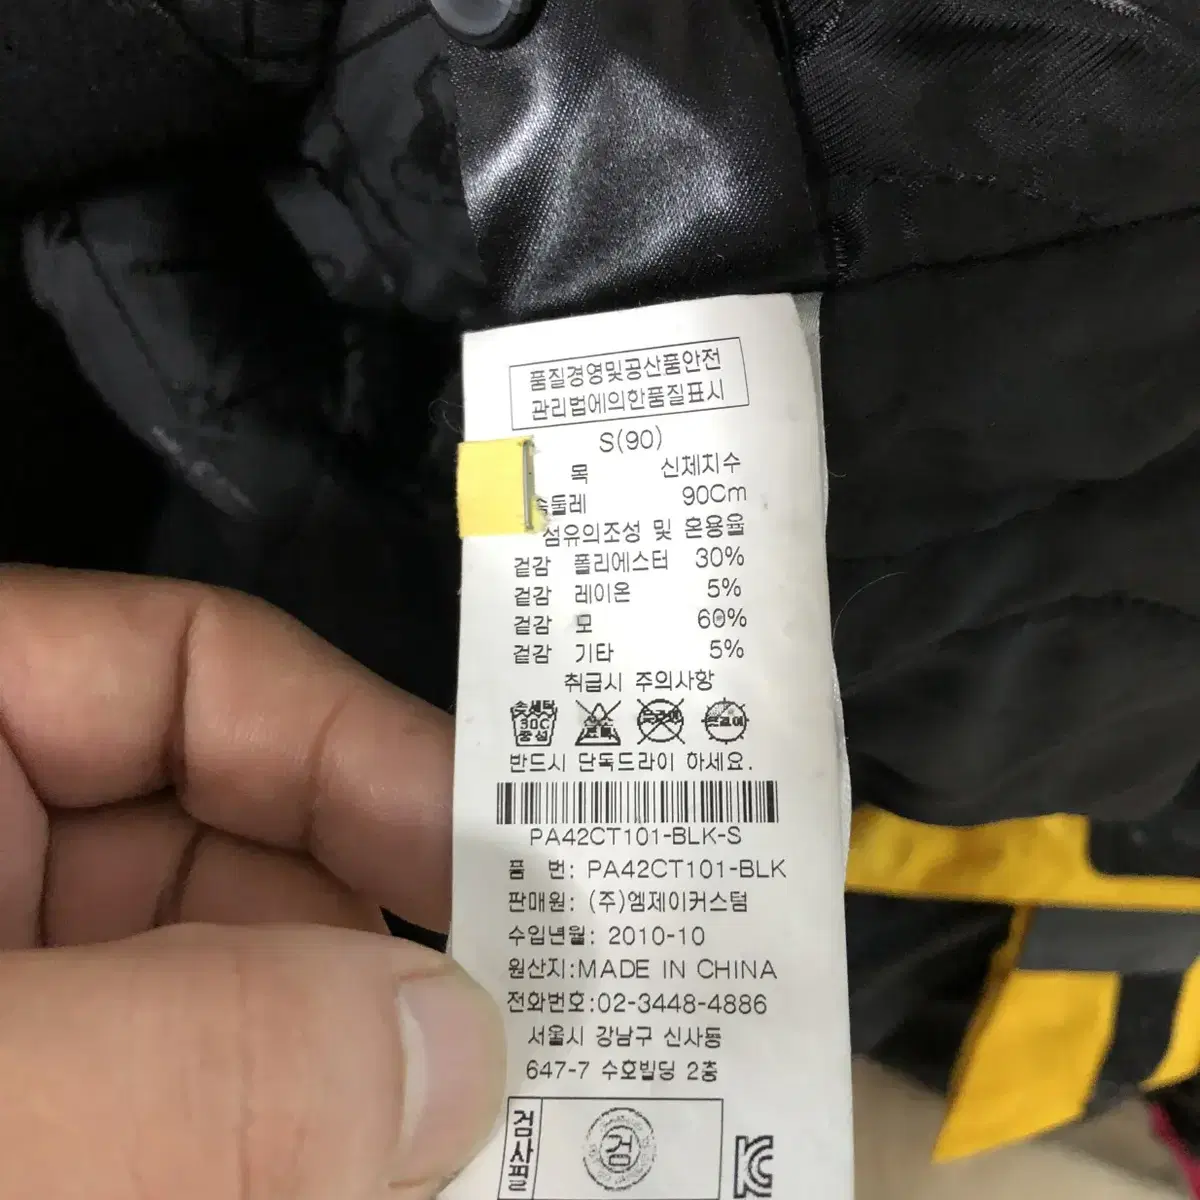 품질경영및공산품안전
관리법에의한품질표시
S(90)
목 신체지수
둘레 90Cm
섬유의조성 및 혼용율
겉감 폴리에스터 30%
겉감 레이온 5%
겉감 모 60%
겉감 기타 5%
취급시 주의사항
손세탁
30C
중성
반드시 단독드라이 하세요.
PA42CT101-BLK-S
품 번: PA42CT101-BLK
판매원: (주)엠제이커스텀
수입년월: 2010-10
원산지:MADE IN CHINA
전화번호:02-3448-4886
서울시 강남구 신사동
647-7 수호빌딩 2층
검사필
검